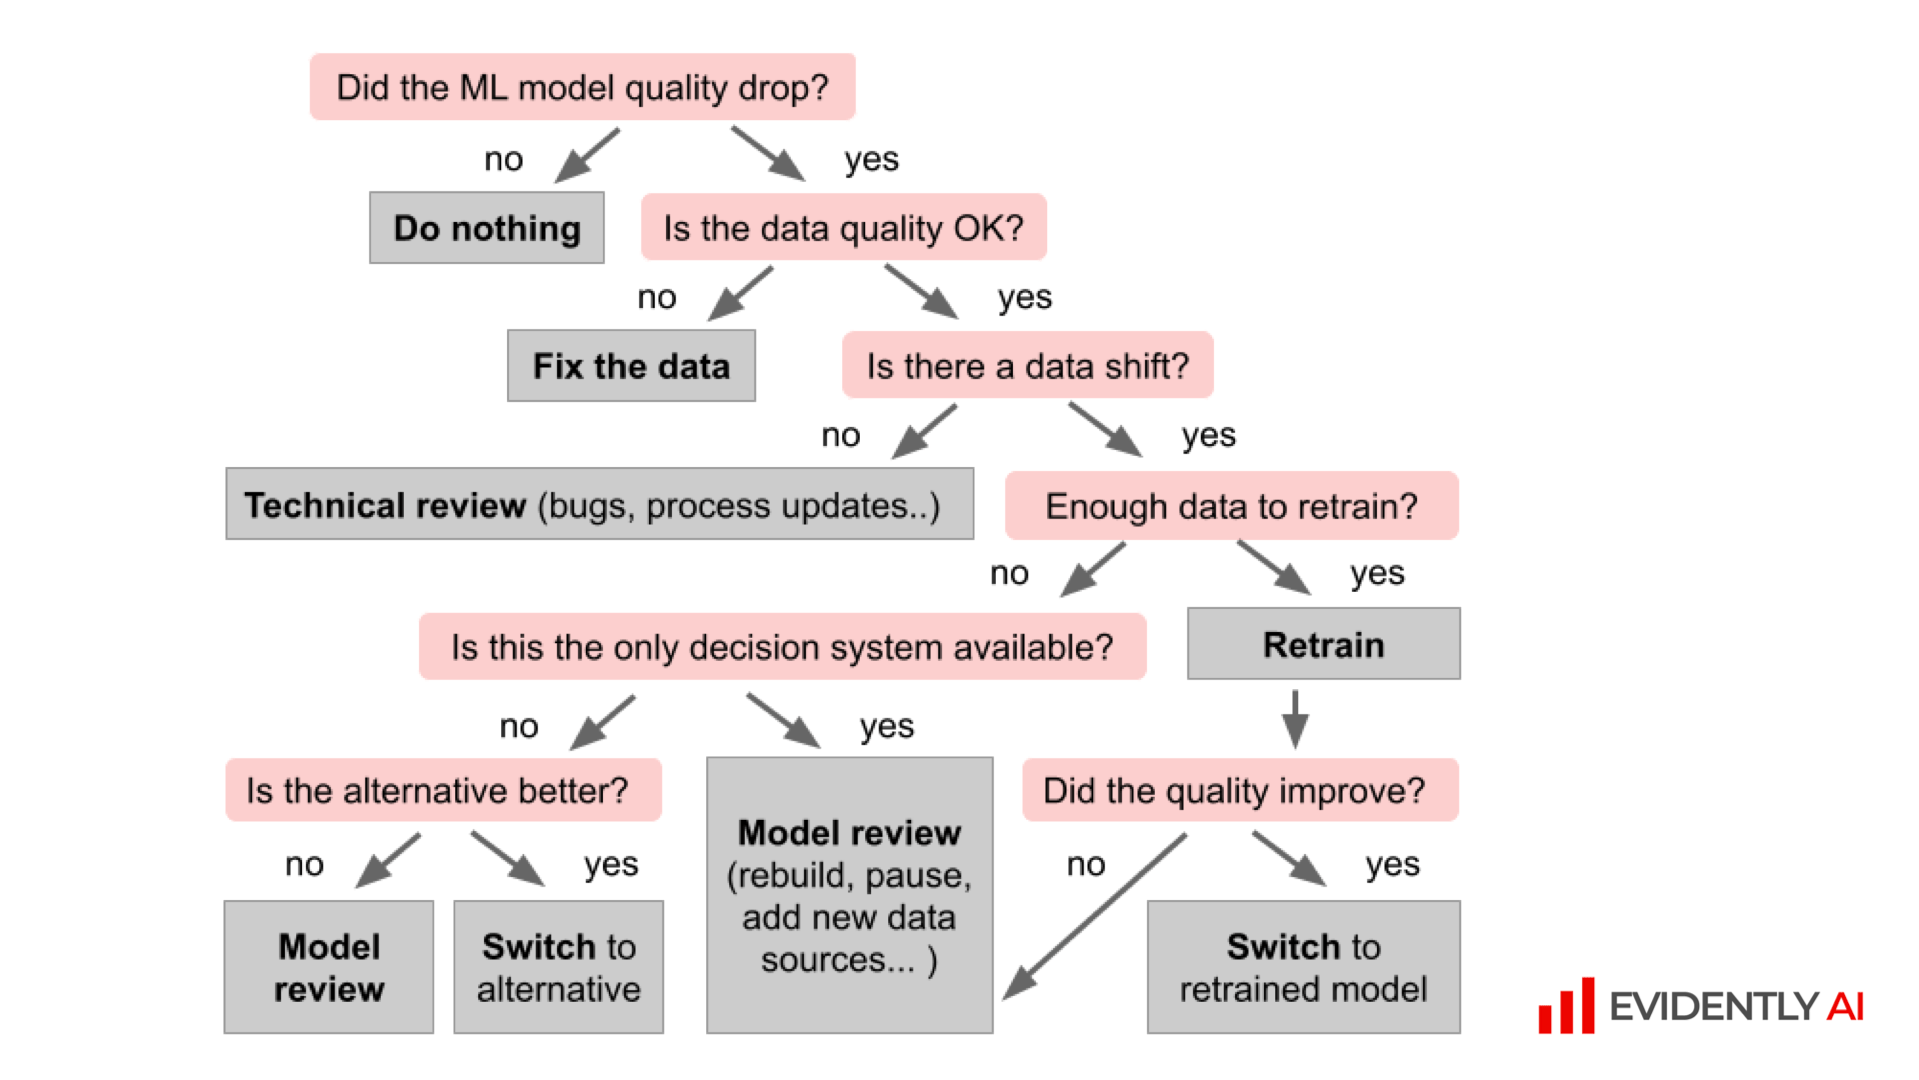 Did the ML model quality drop?
no
yes
Do nothing
Is the data quality OK?
no
yes
Fix the data
Is there a data shift?
no
yes
Technical review (bugs, process updates..)
Enough data to retrain?
no
yes
Is this the only decision system available?
Retrain
no
yes
Is the alternative better?
Did the quality improve?
no
yes
Model review
(rebuild, pause,
add new data
sources... )
no
yes
Model
review
Switch to
alternative
Switch to
retrained model
EVIDENTLY AI